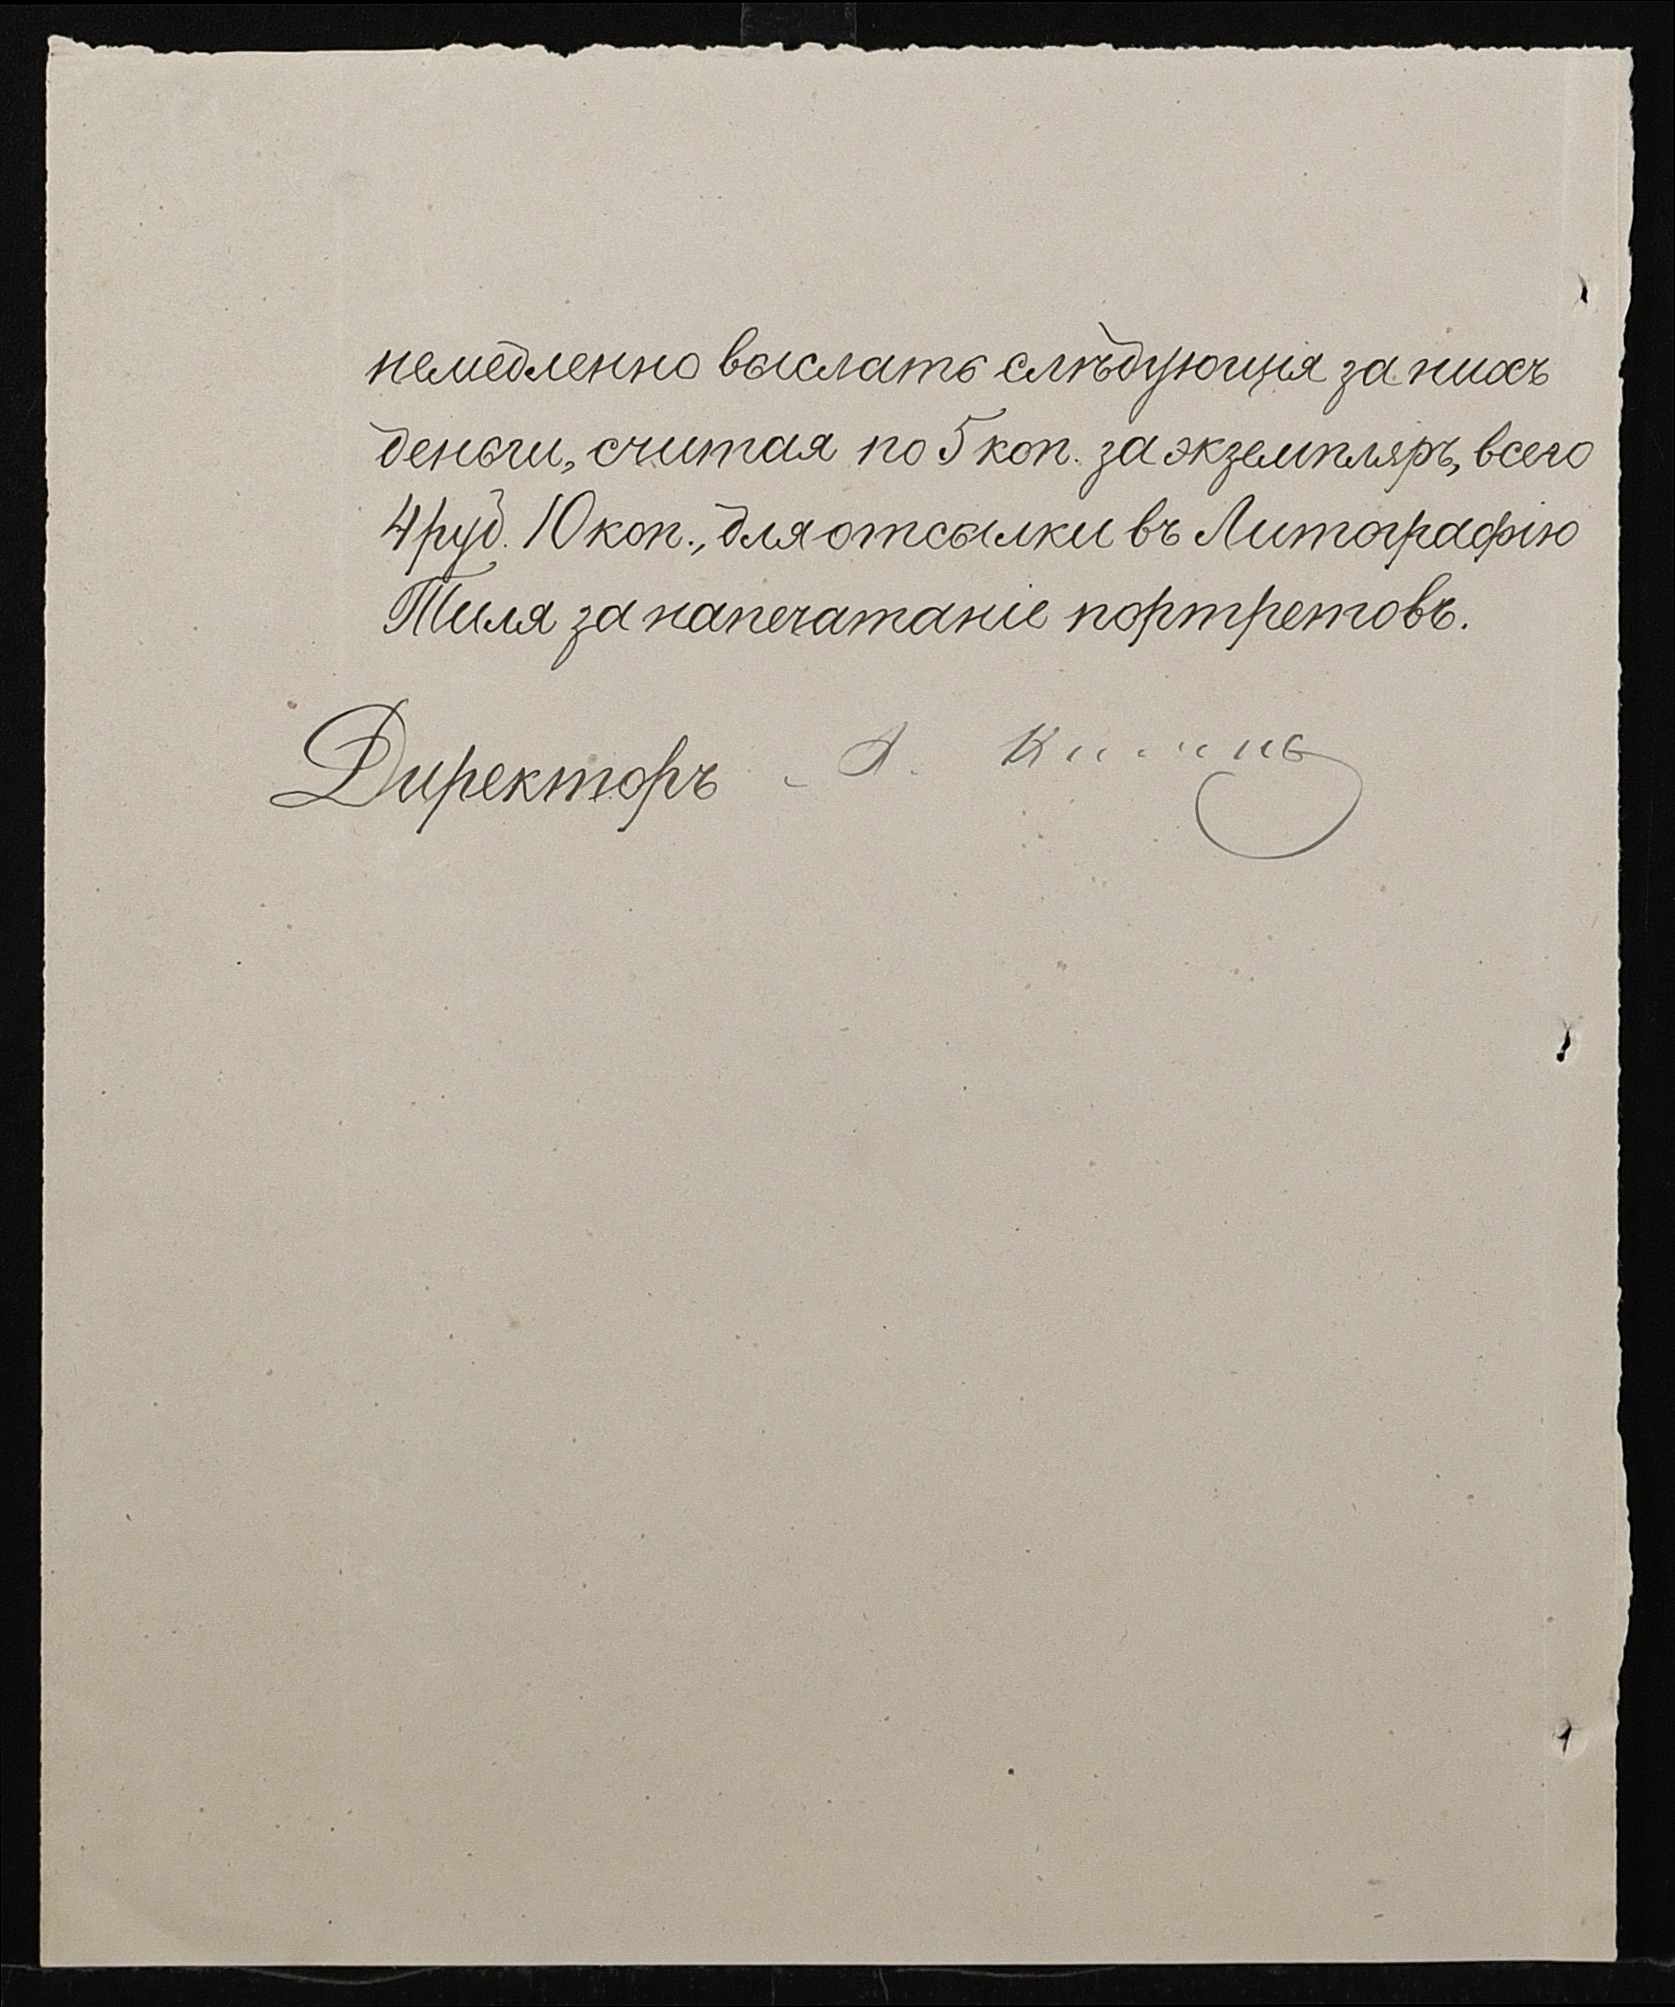 немедленно выслать слѣдующія за нихъ
деньги, считая по 5 коп. за экземпляръ, всего
4 руб. 10 коп., для отсылки въ Литографію
Тиля за напечатаніе портретовъ.
Директоръ А.